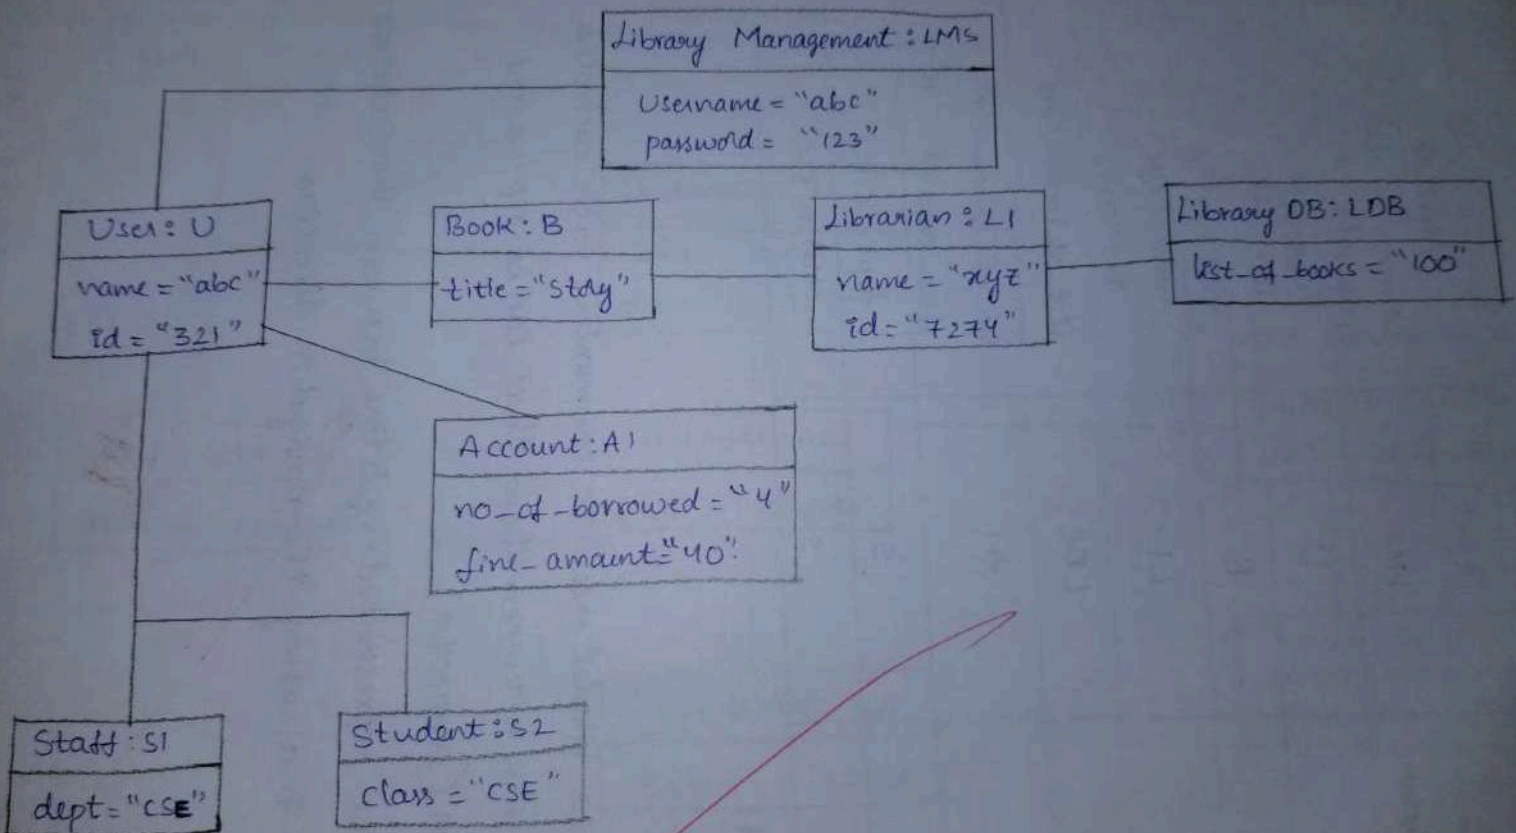 Library Management : LMS
Username = "abc"
password = "123"
User : U
name = "abc"
id = "321"
Book : B
title = "Story"
Librarian : L1
name = "xyz"
id = "7274"
Library DB : LDB
list_of_books = "100"
Account : A1
no_of_borrowed = "4"
fine_amount = "40"
Staff : S1
dept = "CSE"
Student : S2
class = "CSE"